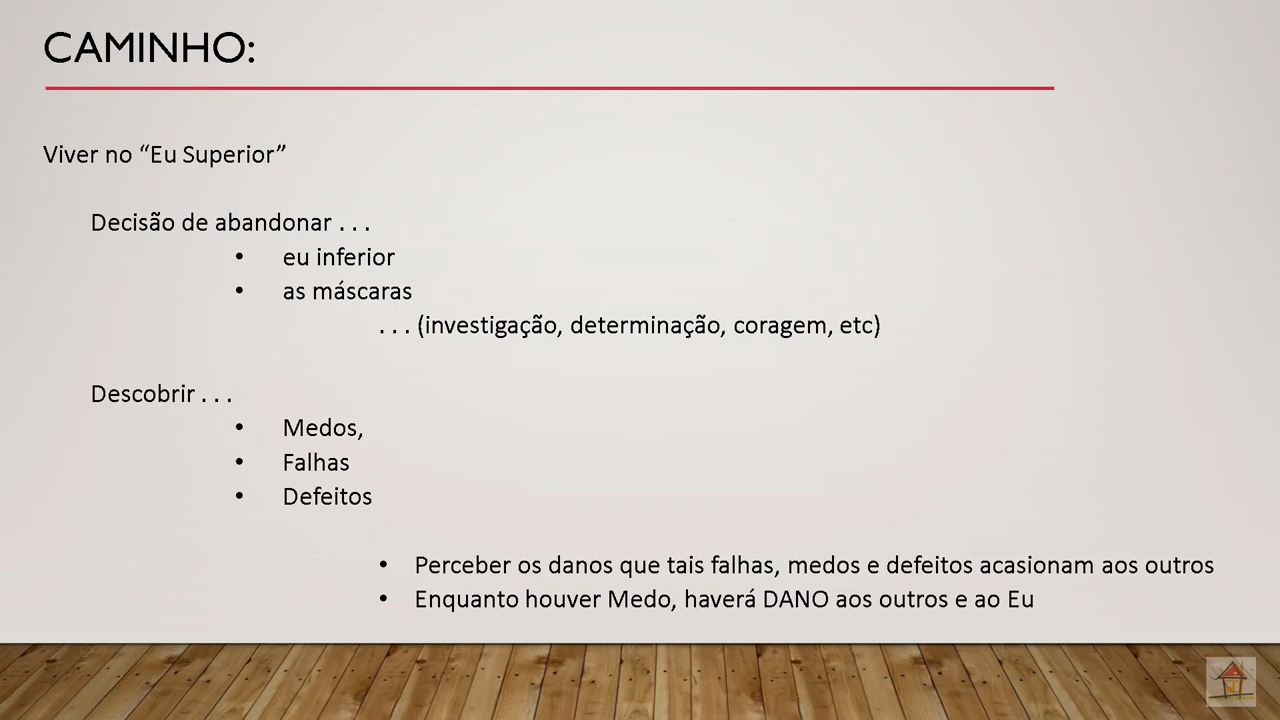 CAMINHO:
Viver no “Eu Superior”
Decisão de abandonar . . .
• eu inferior
• as máscaras
. . . (investigação, determinação, coragem, etc)
Descobrir . . .
• Medos,
• Falhas
• Defeitos
• Perceber os danos que tais falhas, medos e defeitos acasionam aos outros
• Enquanto houver Medo, haverá DANO aos outros e ao Eu